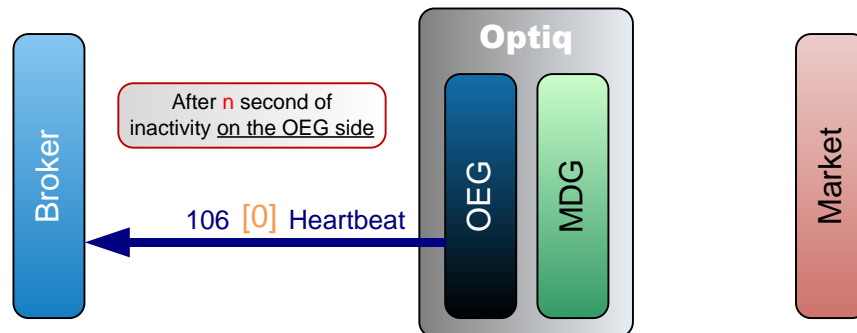 Optiq
Broker
After n second of
inactivity on the OEG side
106 [0] Heartbeat
OEG
MDG
Market